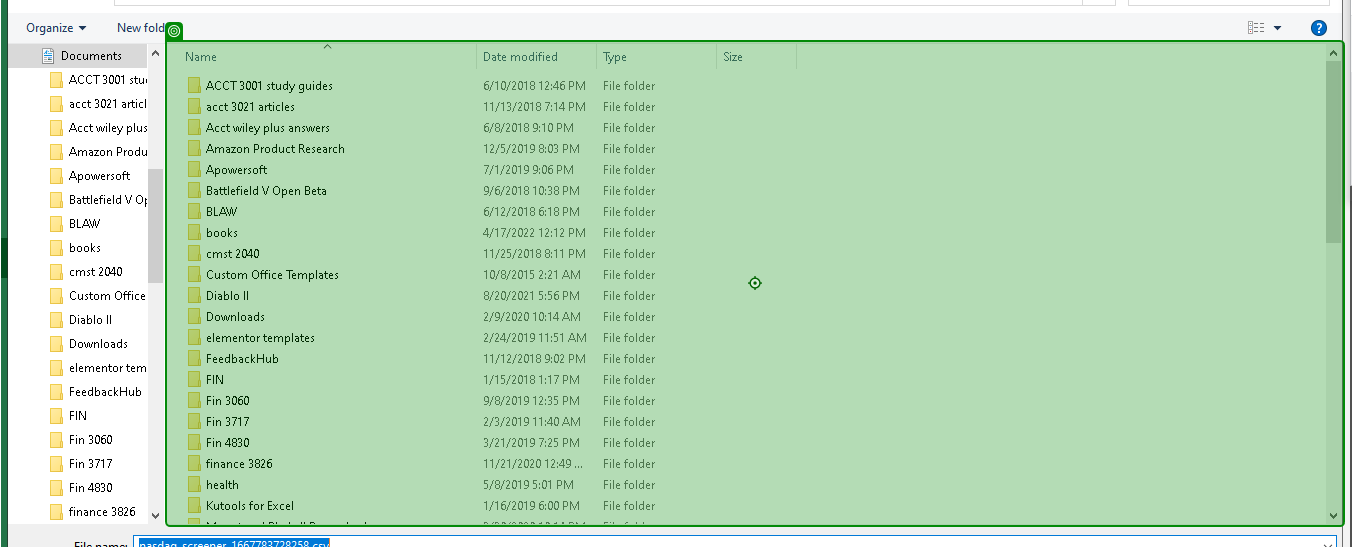 Organize New fold
Documents
ACCT 3001 stu
acct 3021 articl
Acct wiley plus
Amazon Produ
Apowersoft
Battlefield V Op
BLAW
books
cmst 2040
Custom Office
Diablo II
Downloads
elementor tem
FeedbackHub
FIN
Fin 3060
Fin 3717
Fin 4830
finance 3826
Name Date modified Type Size
ACCT 3001 study guides 6/10/2018 12:46 PM File folder
acct 3021 articles 11/13/2018 7:14 PM File folder
Acct wiley plus answers 6/8/2018 9:10 PM File folder
Amazon Product Research 12/5/2019 8:03 PM File folder
Apowersoft 7/1/2019 9:06 PM File folder
Battlefield V Open Beta 9/6/2018 10:38 PM File folder
BLAW 6/12/2018 6:18 PM File folder
books 4/17/2022 12:12 PM File folder
cmst 2040 11/25/2018 8:11 PM File folder
Custom Office Templates 10/8/2015 2:21 AM File folder
Diablo II 8/20/2021 5:56 PM File folder
Downloads 2/9/2020 10:14 AM File folder
elementor templates 2/24/2019 11:51 AM File folder
FeedbackHub 11/12/2018 9:02 PM File folder
FIN 1/15/2018 1:17 PM File folder
Fin 3060 9/8/2019 12:35 PM File folder
Fin 3717 2/3/2019 11:40 AM File folder
Fin 4830 3/21/2019 7:25 PM File folder
finance 3826 11/21/2020 12:49 ... File folder
health 5/8/2019 5:01 PM File folder
Kutools for Excel 1/16/2019 6:00 PM File folder
File name: nasdaq_screener_1667783728258.csv